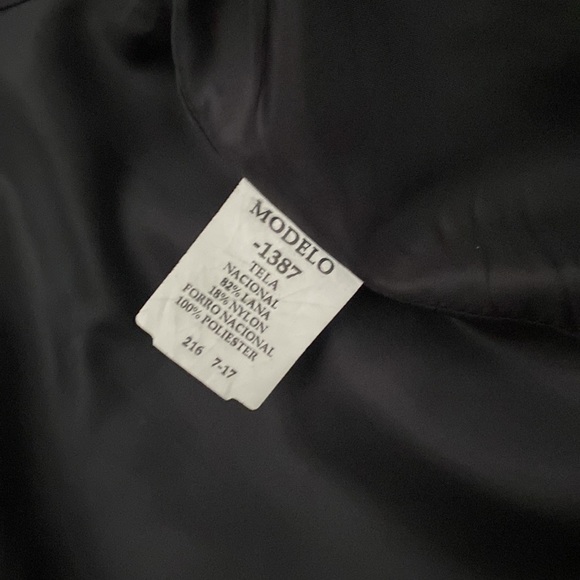 MODELO
-1387
TELA
NACIONAL
82% LANA
18% NYLON
FORRO NACIONAL
100% POLIESTER
216 7-17